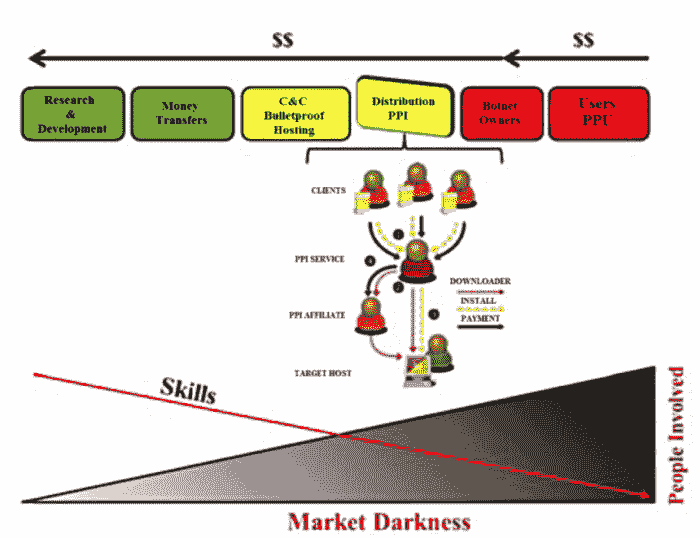 $$ $$
Research
&
Development
Money
Transfers
C&C
Bulletproof
Hosting
Distribution
PPI
Botnet
Owners
Users
PPU
CLIENTS
PPI SERVICE
PPI AFFILIATE
TARGET HOST
DOWNLOADER
INSTALL
PAYMENT
Skills
People Involved
Market Darkness